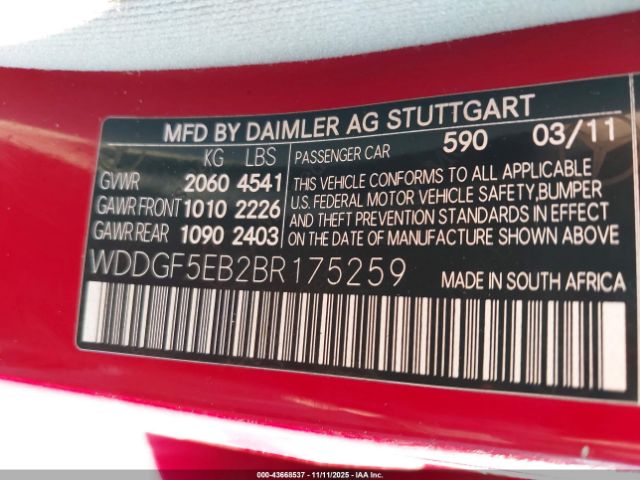 MFD BY DAIMLER AG STUTTGART
KG LBS PASSENGER CAR 590 03/11
GVWR 2060 4541
GAWR FRONT 1010 2226
GAWR REAR 1090 2403
THIS VEHICLE CONFORMS TO ALL APPLICABLE
U.S. FEDERAL MOTOR VEHICLE SAFETY, BUMPER
AND THEFT PREVENTION STANDARDS IN EFFECT
ON THE DATE OF MANUFACTURE SHOWN ABOVE
WDDGF5EB2BR175259 MADE IN SOUTH AFRICA
000-43668537 - 11/11/2025 - IAAI.com